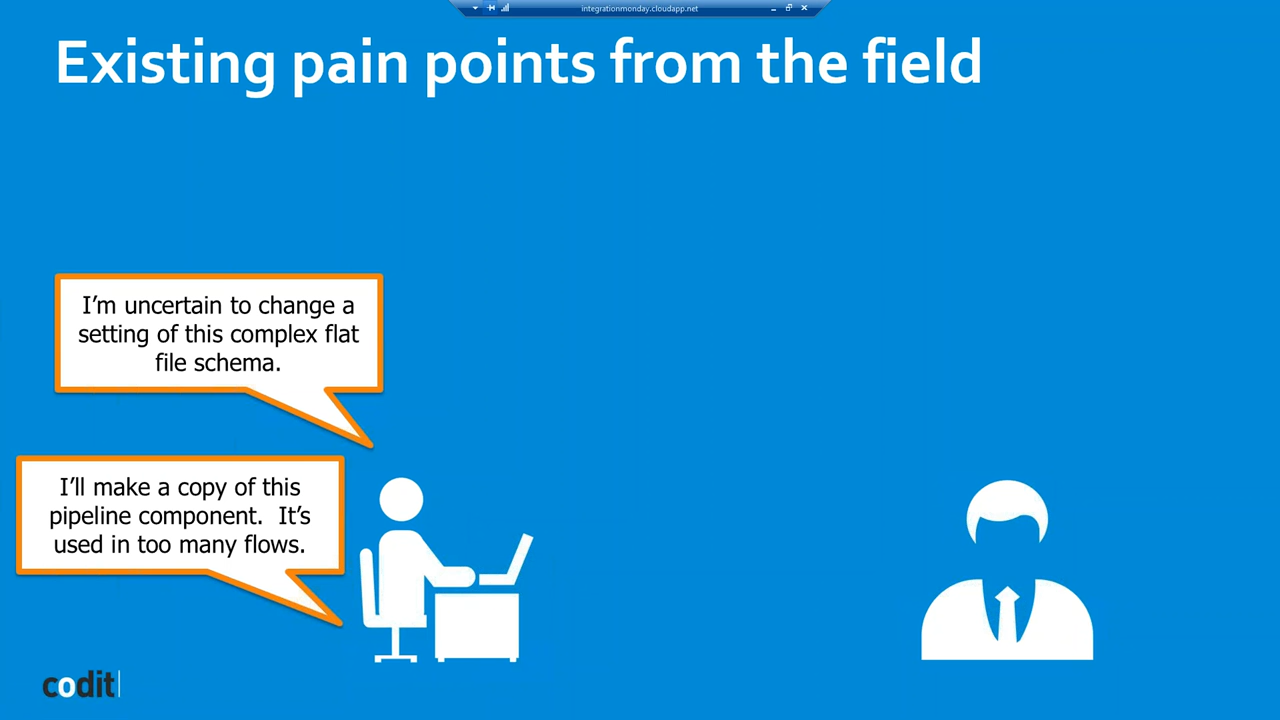 integrationmonday.cloudapp.net
Existing pain points from the field
I'm uncertain to change a
setting of this complex flat
file schema.
I'll make a copy of this
pipeline component.  It's
used in too many flows.
codit